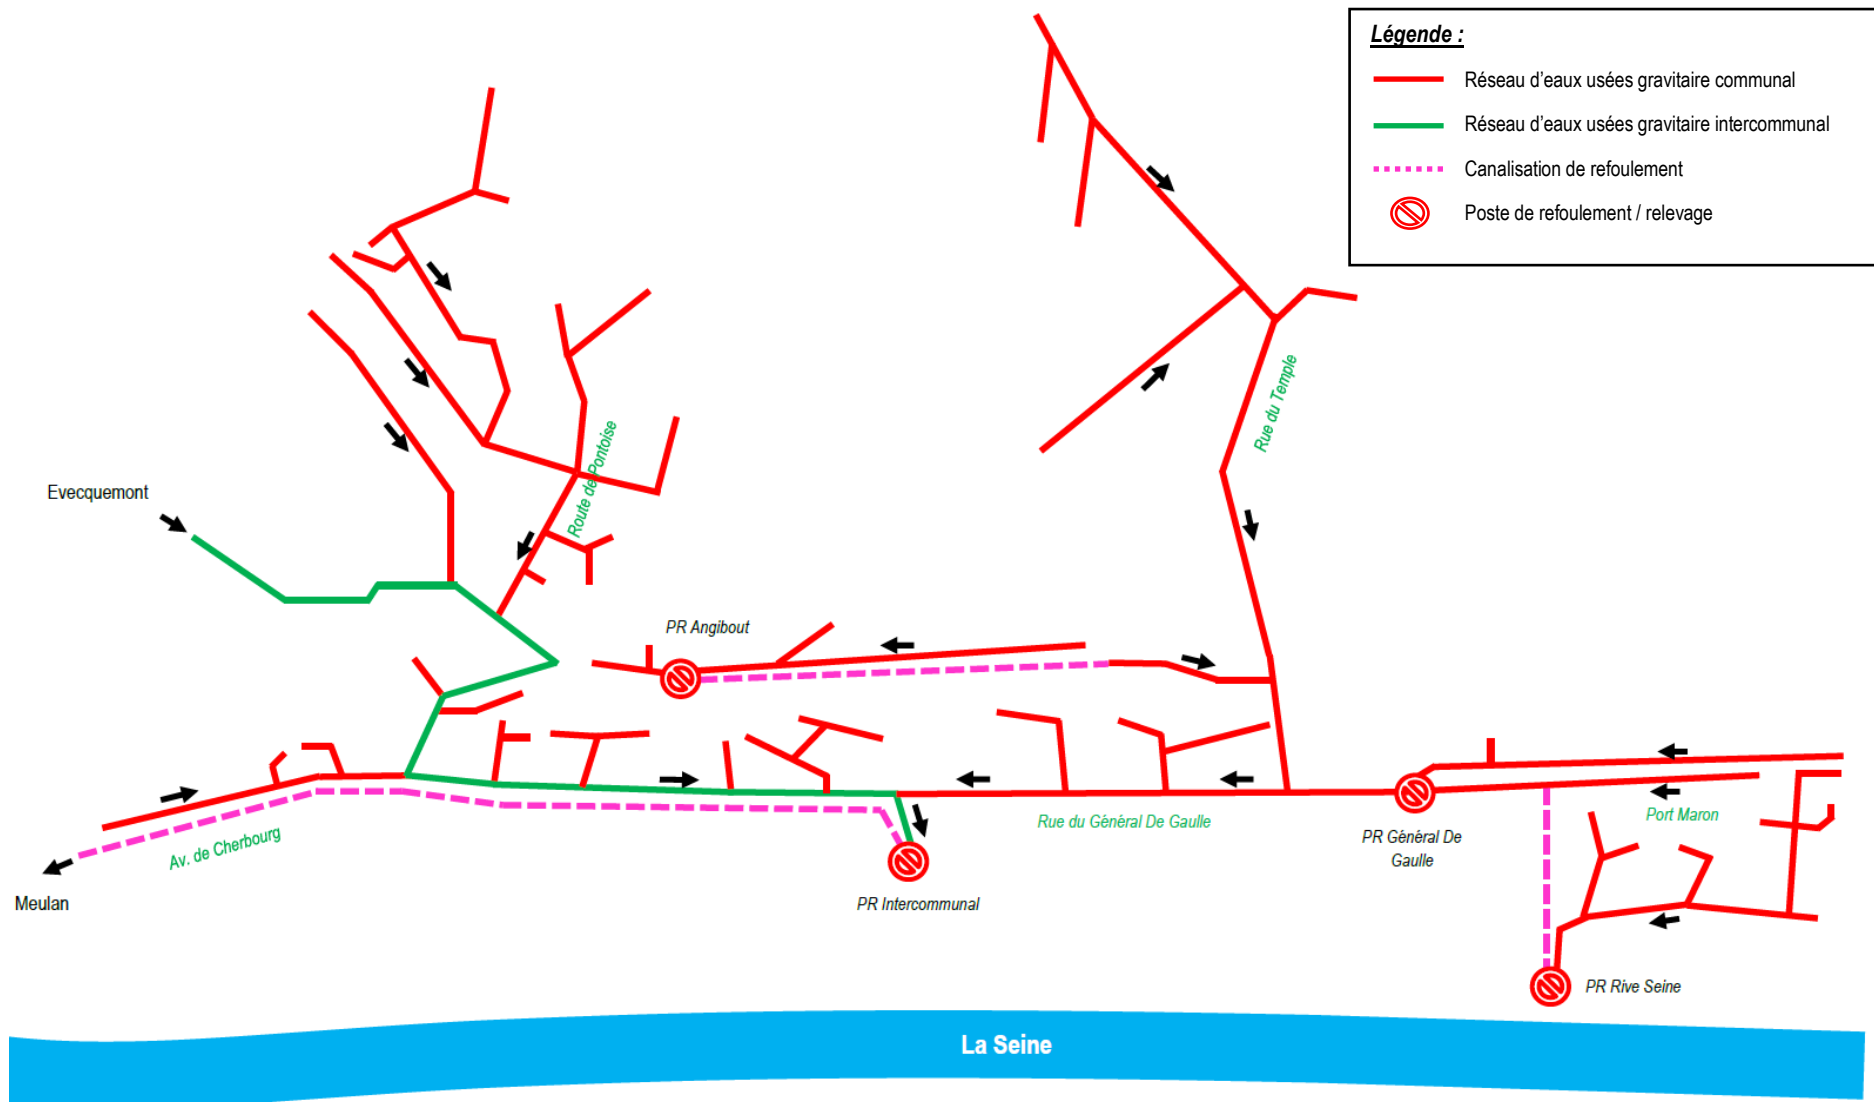 Légende :
Réseau d'eaux usées gravitaire communal
Réseau d'eaux usées gravitaire intercommunal
Canalisation de refoulement
Poste de refoulement / relevage
Rue du Temple
Route de Pontoise
Evecquemont
PR Angibout
Av. de Cherbourg
Meulan
Rue du Général De Gaulle
PR Intercommunal
PR Général De
Gaulle
Port Maron
PR Rive Seine
La Seine